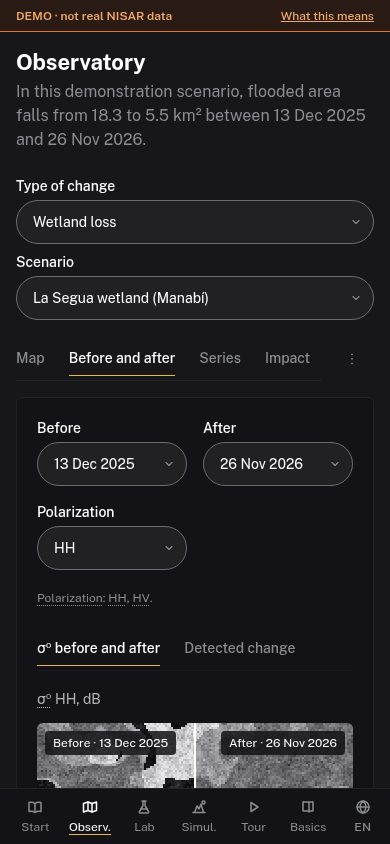 DEMO · not real NISAR data
What this means
Observatory
In this demonstration scenario, flooded area
falls from 18.3 to 5.5 km² between 13 Dec 2025
and 26 Nov 2026.
Type of change
Wetland loss
Scenario
La Segua wetland (Manabí)
Map
Before and after
Series
Impact
Before
After
13 Dec 2025
26 Nov 2026
Polarization
HH
Polarization: HH, HV.
σ⁰ before and after
Detected change
σ⁰ HH, dB
Before · 13 Dec 2025
After · 26 Nov 2026
Start
Observ.
Lab
Simul.
Tour
Basics
EN